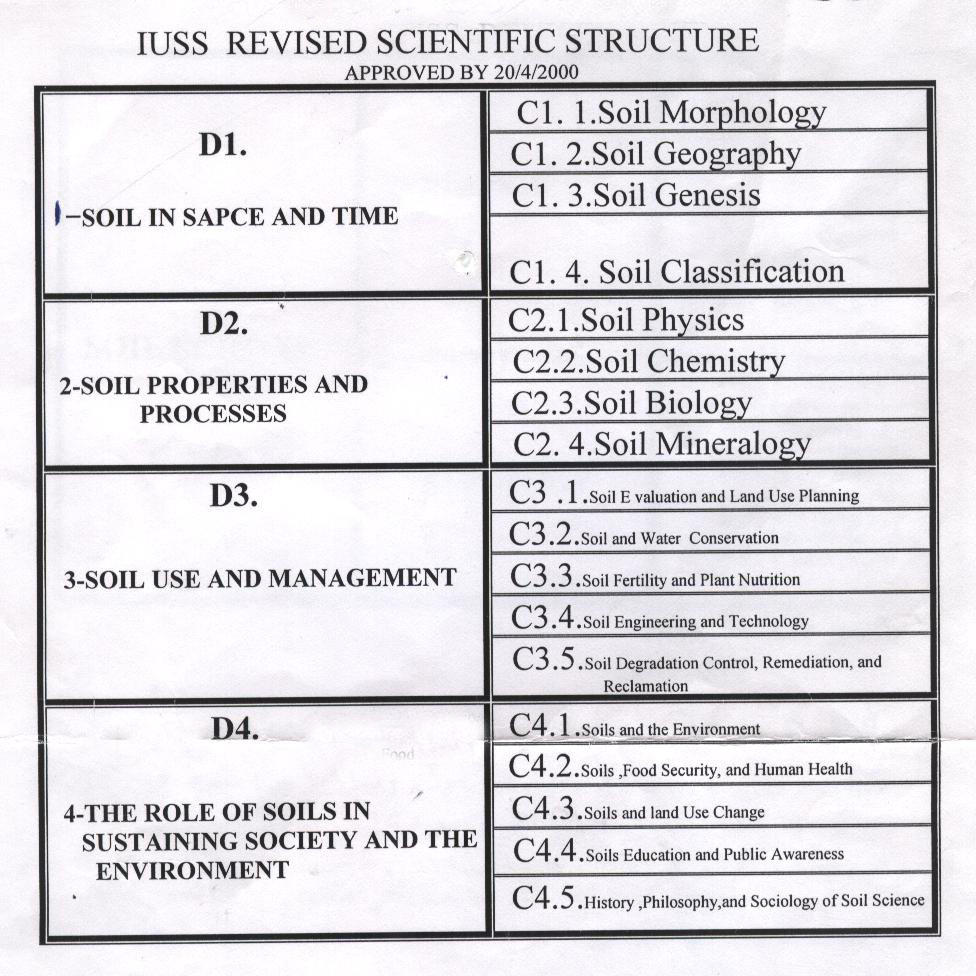 IUSS REVISED SCIENTIFIC STRUCTURE
APPROVED BY 20/4/2000
D1.
–SOIL IN SAPCE AND TIME
C1. 1.Soil Morphology
C1. 2.Soil Geography
C1. 3.Soil Genesis
C1. 4. Soil Classification
D2.
2-SOIL PROPERTIES AND
PROCESSES
C2.1.Soil Physics
C2.2.Soil Chemistry
C2.3.Soil Biology
C2. 4.Soil Mineralogy
D3.
3-SOIL USE AND MANAGEMENT
C3 .1.Soil E valuation and Land Use Planning
C3.2.Soil and Water Conservation
C3.3.Soil Fertility and Plant Nutrition
C3.4.Soil Engineering and Technology
C3.5.Soil Degradation Control, Remediation, and
Reclamation
D4.
4-THE ROLE OF SOILS IN
SUSTAINING SOCIETY AND THE
ENVIRONMENT
C4.1.Soils and the Environment
C4.2.Soils ,Food Security, and Human Health
C4.3.Soils and land Use Change
C4.4.Soils Education and Public Awareness
C4.5.History ,Philosophy,and Sociology of Soil Science